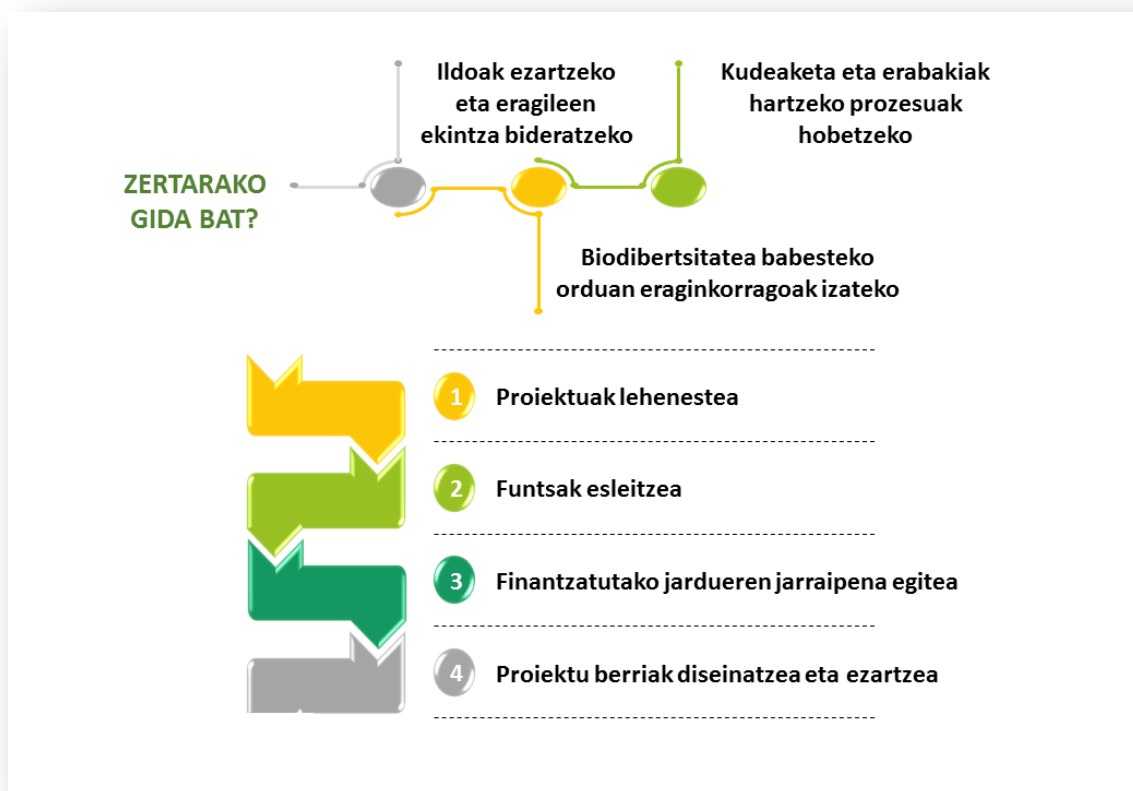 ZERTARAKO
GIDA BAT?
Ildoak ezartzeko
eta eragileen
ekintza bideratzeko
Biodibertsitatea babesteko
orduan eraginkorragoak izateko
Kudeaketa eta erabakiak
hartzeko prozesuak
hobetzeko
1 Proiektuak lehenestea
2 Funtsak esleitzea
3 Finantzatutako jardueren jarraipena egitea
4 Proiektu berriak diseinatzea eta ezartzea